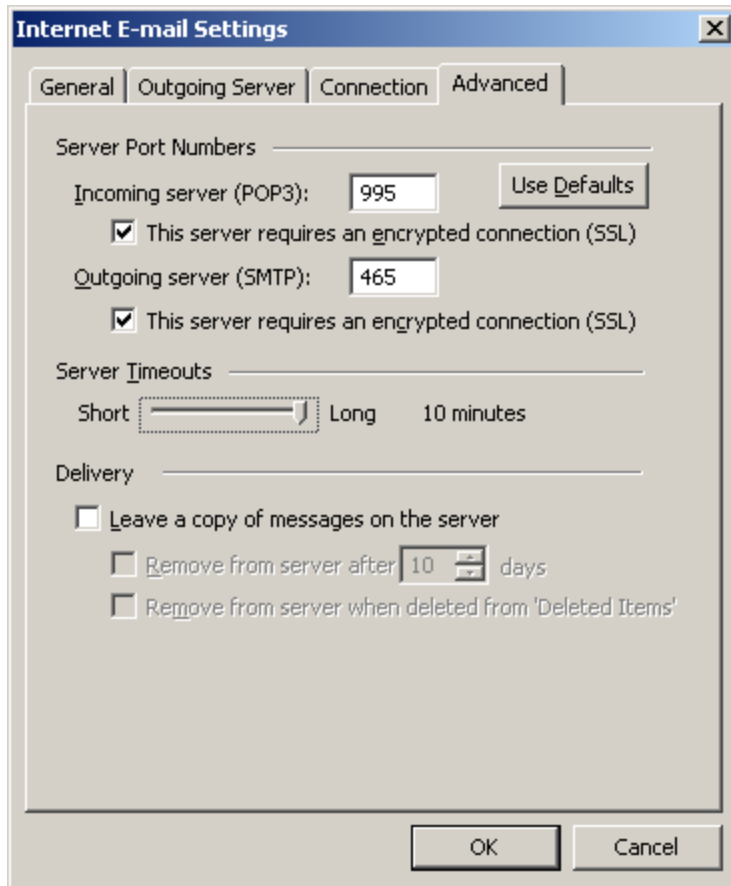 Internet E-mail Settings
General Outgoing Server Connection Advanced
Server Port Numbers
Incoming server (POP3): 995 Use Defaults
This server requires an encrypted connection (SSL)
Outgoing server (SMTP): 465
This server requires an encrypted connection (SSL)
Server Timeouts
Short Long 10 minutes
Delivery
Leave a copy of messages on the server
Remove from server after 10 days
Remove from server when deleted from 'Deleted Items'
OK Cancel